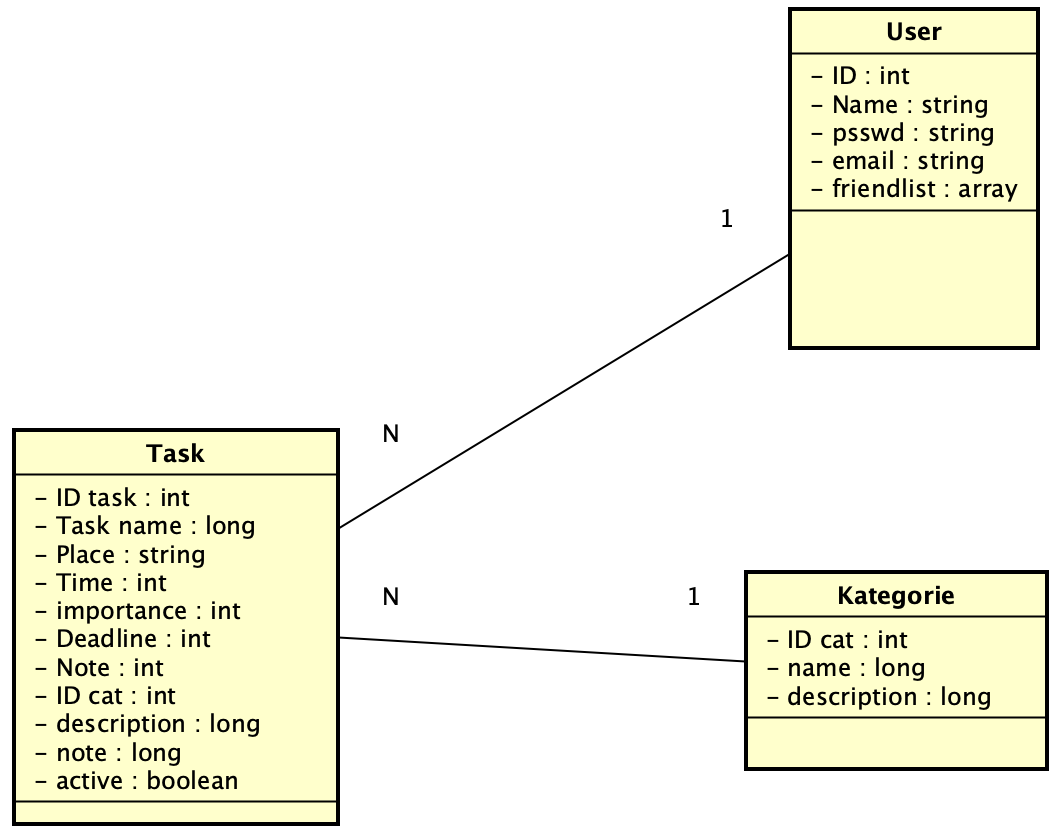 User
- ID : int
- Name : string
- psswd : string
- email : string
- friendlist : array
1
N
Task
- ID task : int
- Task name : long
- Place : string
- Time : int
- importance : int
- Deadline : int
- Note : int
- ID cat : int
- description : long
- note : long
- active : boolean
N
1
Kategorie
- ID cat : int
- name : long
- description : long